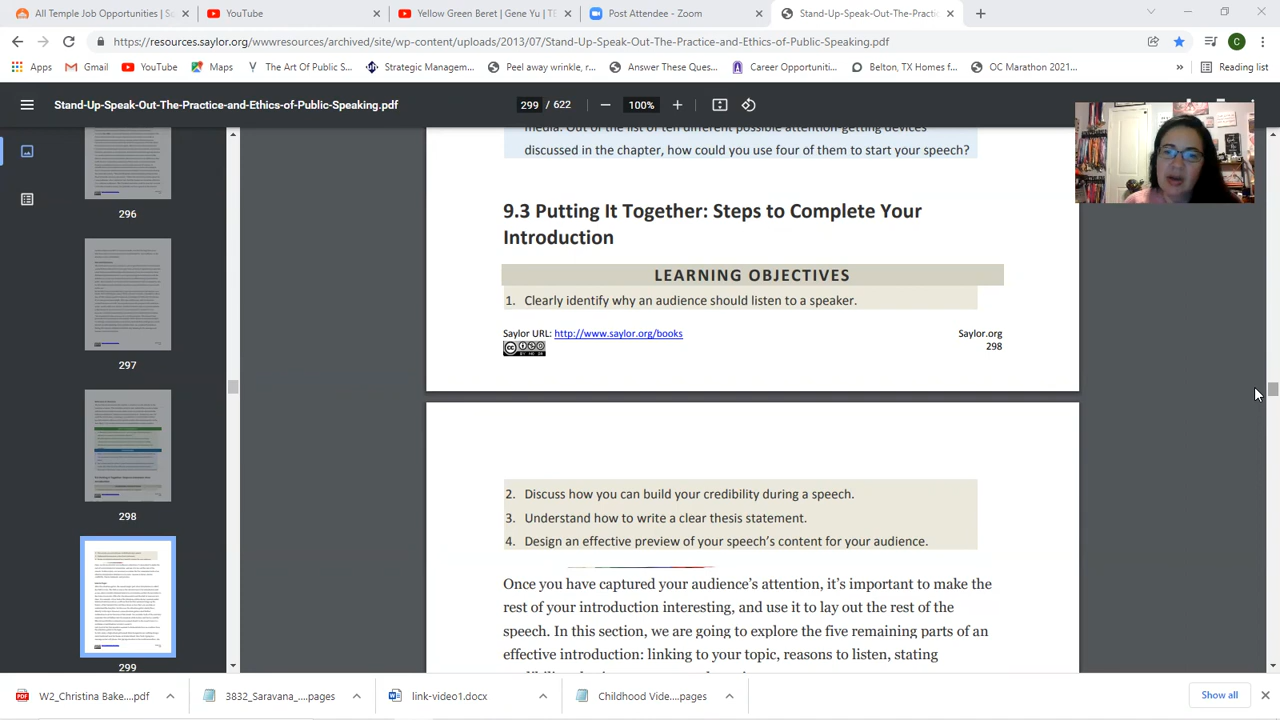 All Temple Job Opportunities | Sc
YouTube
Yellow Green Beret | Gene Yu | TE
Post Attendee - Zoom
Stand-Up-Speak-Out-The-Practic
https://resources.saylor.org/wwwresources/archived/site/wp-content/uploads/2013/07/Stand-Up-Speak-Out-The-Practice-and-Ethics-of-Public-Speaking.pdf
C
Apps
Gmail
YouTube
Maps
The Art Of Public S...
Strategic Managem...
Peel away wrinkle, r...
Answer These Que...
Career Opportuniti...
Belton, TX Homes f...
OC Marathon 2021...
»
Reading list
Stand-Up-Speak-Out-The-Practice-and-Ethics-of-Public-Speaking.pdf
299 / 622
100%
296
297
298
299
media. Out of the list of ten different possible attention-getting devices
discussed in the chapter, how could you use four of them to start your speech?
9.3 Putting It Together: Steps to Complete Your
Introduction
LEARNING OBJECTIVES
1. Clearly identify why an audience should listen to a speaker.
Saylor URL: http://www.saylor.org/books
Saylor.org
298
2. Discuss how you can build your credibility during a speech.
3. Understand how to write a clear thesis statement.
4. Design an effective preview of your speech's content for your audience.
Once you have captured your audience's attention, it's important to make the
rest of your introduction interesting, and use it to lay out the rest of the
speech. In this section, we are going to explore the five remaining parts of an
effective introduction: linking to your topic, reasons to listen, stating
W2_Christina Bake....pdf
3832_Saravana ....pages
link-video1.docx
Childhood Vide....pages
Show all